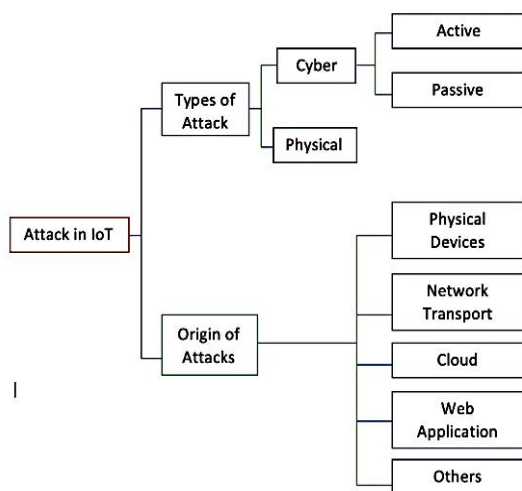 Active
Cyber
Types of
Attack
Passive
Physical
Attack in IoT
Physical
Devices
Network
Transport
Origin of
Attacks
Cloud
Web
Application
Others